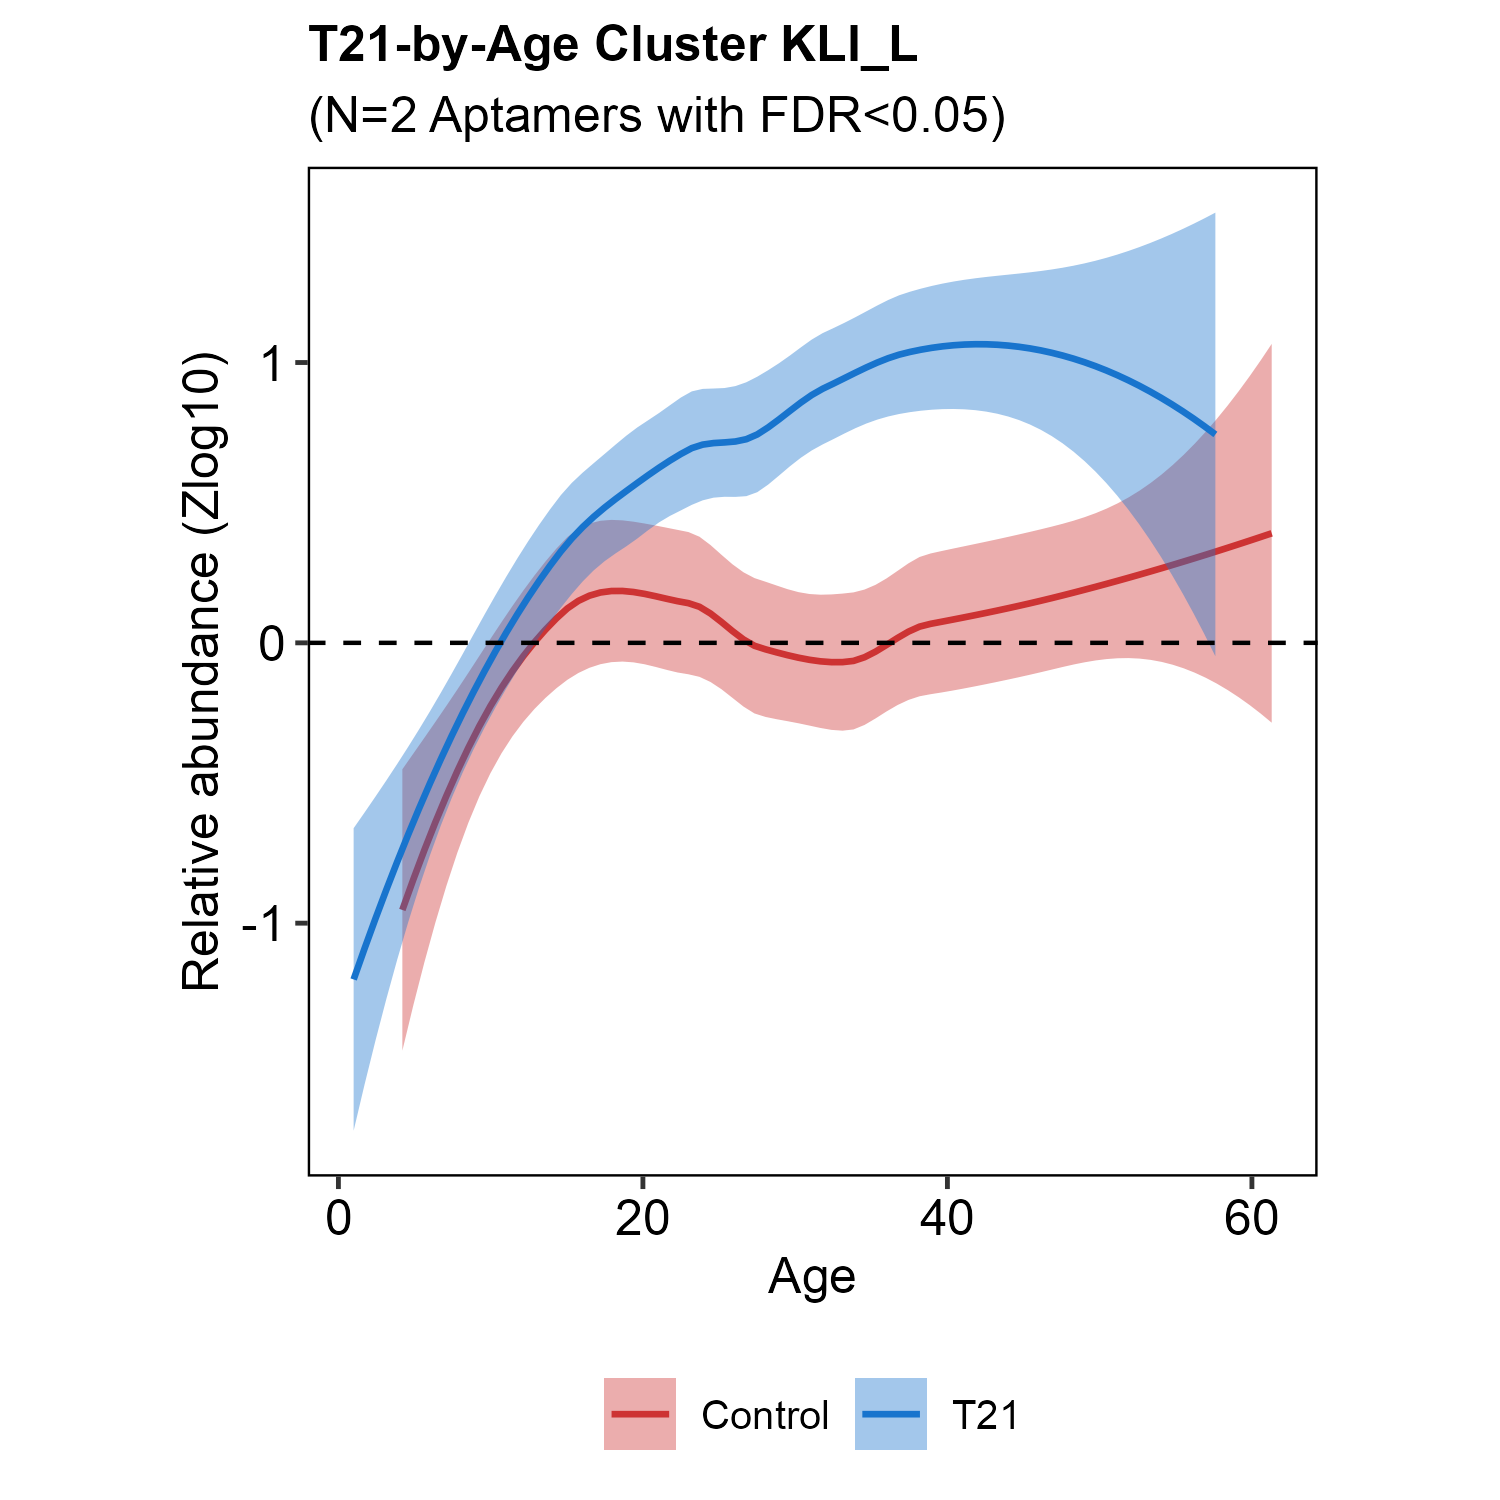 T21-by-Age Cluster KLI_L
(N=2 Aptamers with FDR<0.05)
Relative abundance (Zlog10)
1
0
-1
0 20 40 60
Age
Control T21